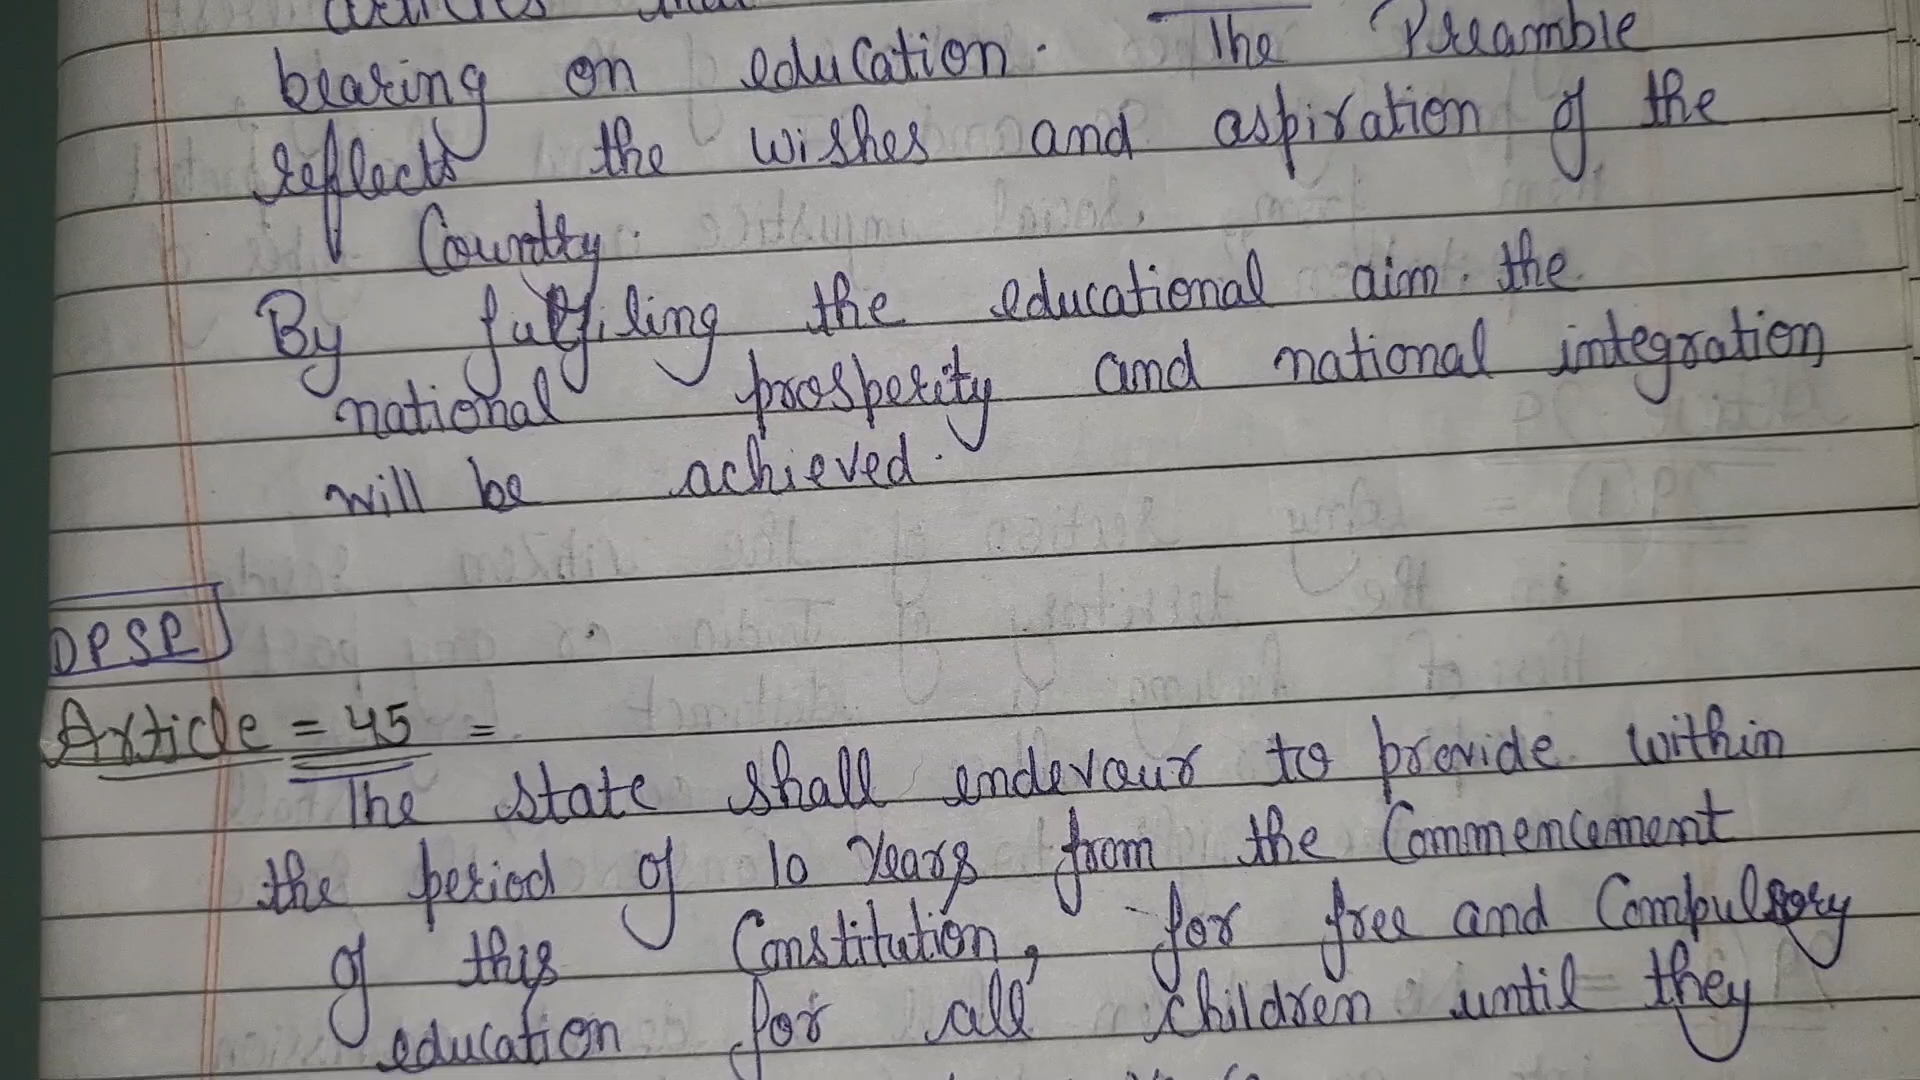 bearing on education. The Preamble
reflects the wishes and aspiration of the
Country.
By fulfiling the educational aim. the
national prosperity and national integration
will be achieved.
DPSP
Article = 45 =
The state shall endevour to provide within
the period of 10 years from the Commencement
of this Constitution, for free and Compulsory
education for all children until they